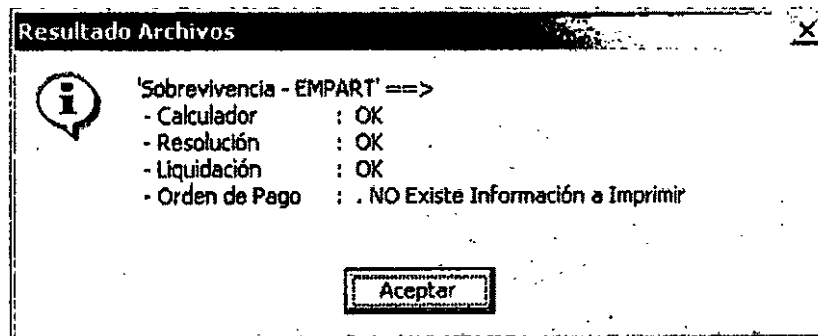 Resultado Archivos
'Sobrevivencia - EMPART' ==>
- Calculador : OK
- Resolución : OK
- Liquidación : OK
- Orden de Pago : . NO Existe Información a Imprimir
Aceptar